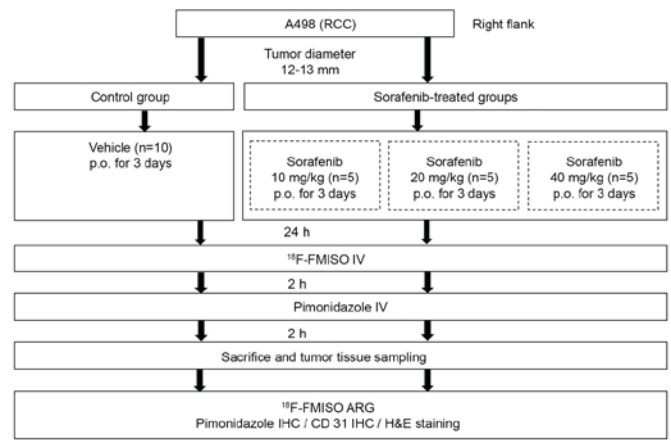 A498 (RCC)
Right flank
Tumor diameter
12-13 mm
Control group
Sorafenib-treated groups
Vehicle (n=10)
p.o. for 3 days
Sorafenib
10 mg/kg (n=5)
p.o. for 3 days
Sorafenib
20 mg/kg (n=5)
p.o. for 3 days
Sorafenib
40 mg/kg (n=5)
p.o. for 3 days
24 h
¹⁸F-FMISO IV
2 h
Pimonidazole IV
2 h
Sacrifice and tumor tissue sampling
¹⁸F-FMISO ARG
Pimonidazole IHC / CD 31 IHC / H&E staining